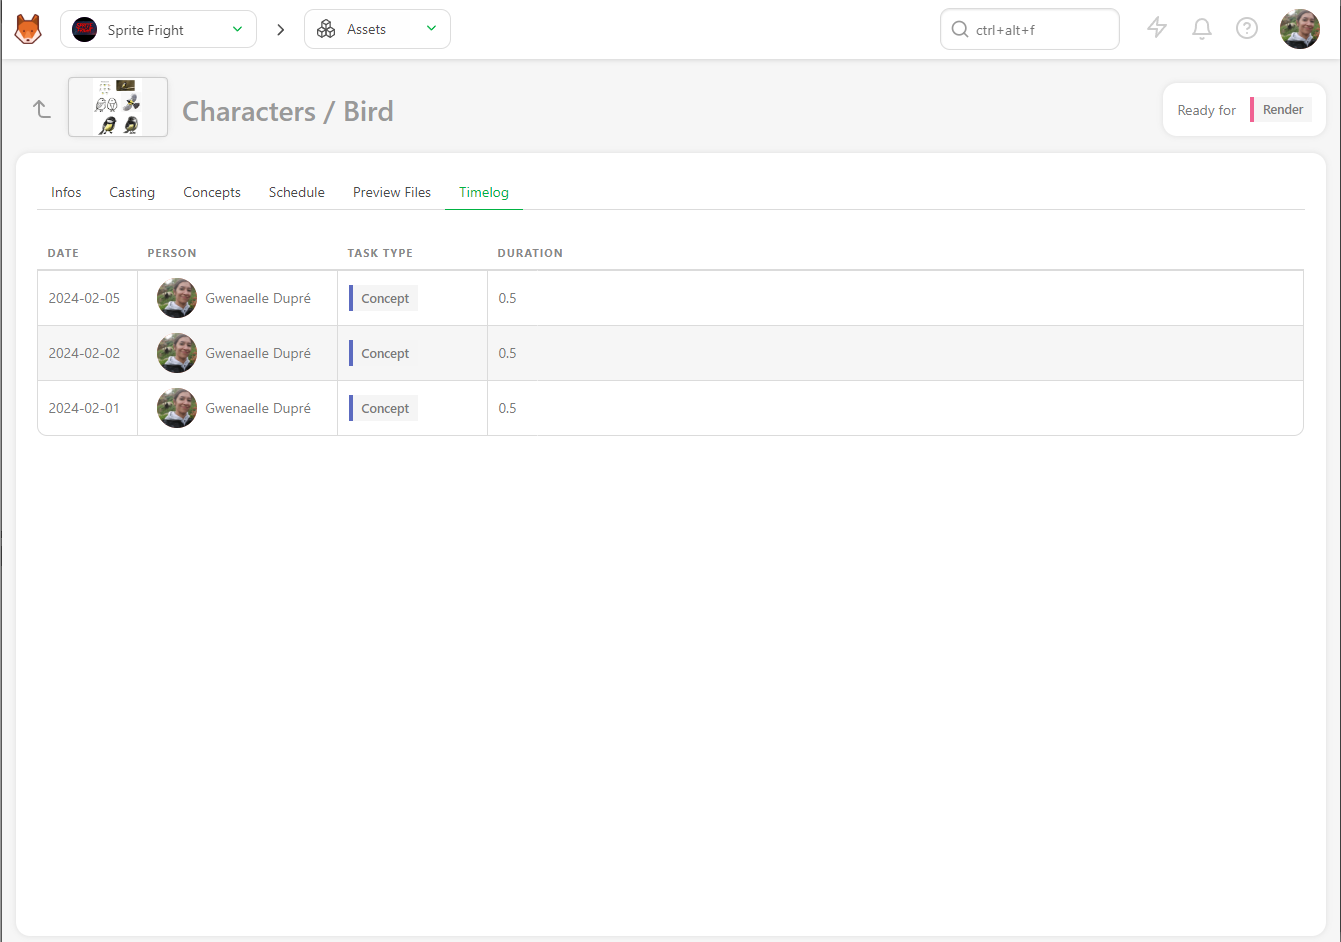 Sprite Fright
Assets
ctrl+alt+f
Characters / Bird
Ready for Render
Infos Casting Concepts Schedule Preview Files Timelog
DATE PERSON TASK TYPE DURATION
2024-02-05 Gwenaelle Dupré Concept 0.5
2024-02-02 Gwenaelle Dupré Concept 0.5
2024-02-01 Gwenaelle Dupré Concept 0.5